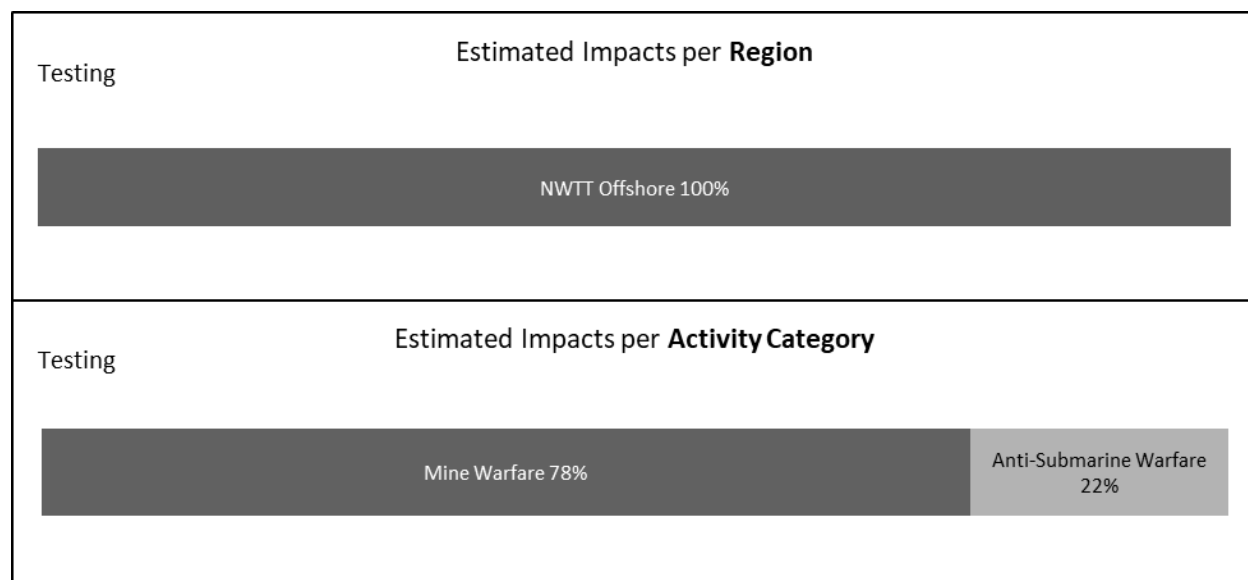 Estimated Impacts per Region
Testing
NWTT Offshore 100%
Estimated Impacts per Activity Category
Testing
Mine Warfare 78%
Anti-Submarine Warfare
22%